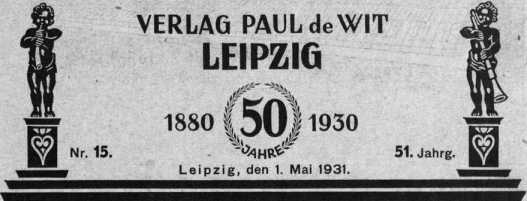 VERLAG PAUL de WIT
LEIPZIG
1880 50 1930
JAHRE
Nr. 15. 51. Jahrg.
Leipzig, den 1. Mai 1931.